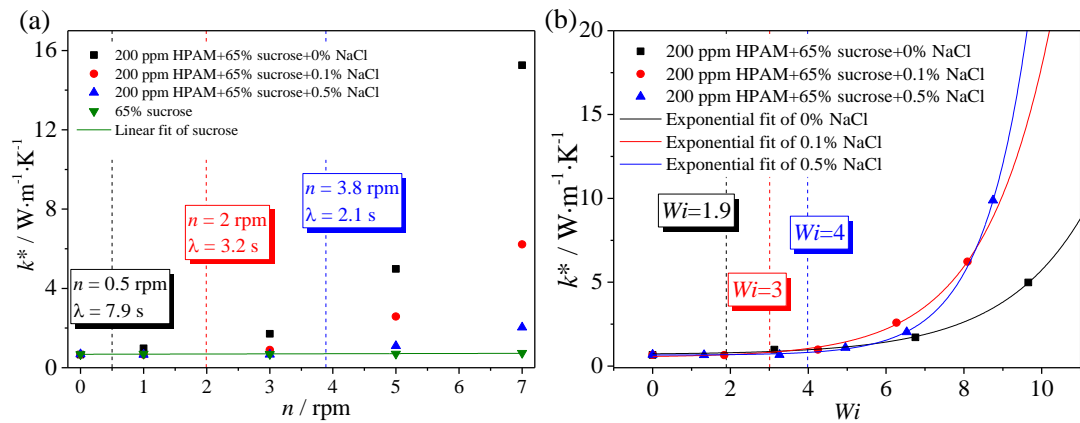 (a)
200 ppm HPAM+65% sucrose+0% NaCl
200 ppm HPAM+65% sucrose+0.1% NaCl
200 ppm HPAM+65% sucrose+0.5% NaCl
65% sucrose
Linear fit of sucrose
n = 3.8 rpm
λ = 2.1 s
n = 2 rpm
λ = 3.2 s
n = 0.5 rpm
λ = 7.9 s
16
12
8
4
0
k* / W·m⁻¹·K⁻¹
0 1 2 3 4 5 6 7
n / rpm
(b)
200 ppm HPAM+65% sucrose+0% NaCl
200 ppm HPAM+65% sucrose+0.1% NaCl
200 ppm HPAM+65% sucrose+0.5% NaCl
Exponential fit of 0% NaCl
Exponential fit of 0.1% NaCl
Exponential fit of 0.5% NaCl
Wi=1.9
Wi=4
Wi=3
20
15
10
5
0
k* / W·m⁻¹·K⁻¹
0 2 4 6 8 10
Wi